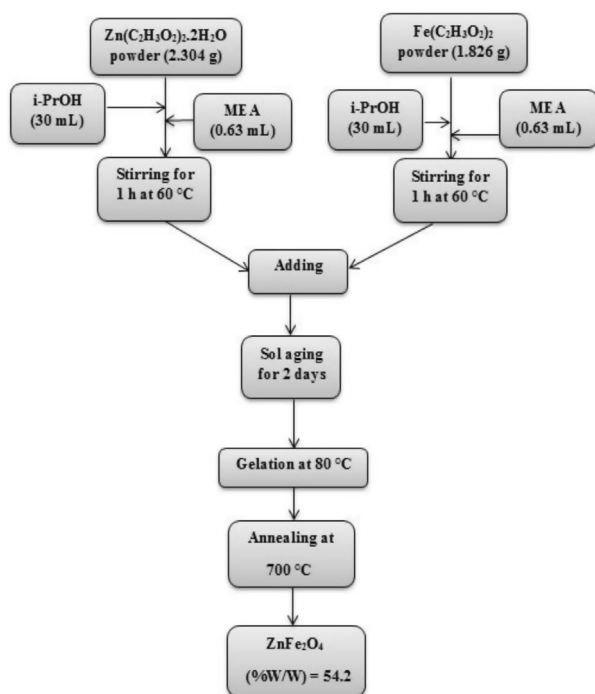 Zn(C₂H₃O₂)₂.2H₂O
powder (2.304 g)
Fe(C₂H₃O₂)₂
powder (1.826 g)
i-PrOH
(30 mL)
MEA
(0.63 mL)
i-PrOH
(30 mL)
MEA
(0.63 mL)
Stirring for
1 h at 60 °C
Stirring for
1 h at 60 °C
Adding
Sol aging
for 2 days
Gelation at 80 °C
Annealing at
700 °C
ZnFe₂O₄
(%W/W) = 54.2